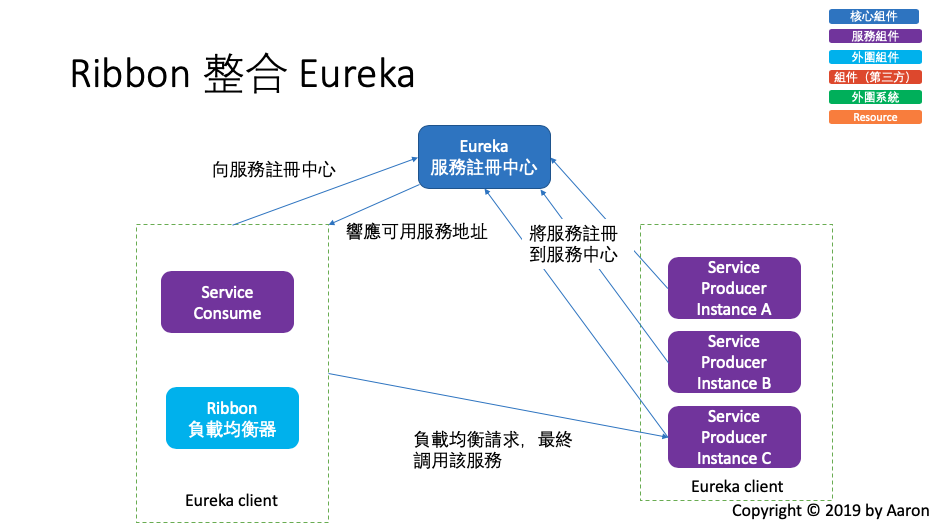 核心組件
服務組件
外圍組件
組件（第三方）
外圍系統
Resource
Ribbon 整合 Eureka
Eureka
服務註冊中心
向服務註冊中心
響應可用服務地址
將服務註冊
到服務中心
Service
Consume
Ribbon
負載均衡器
Eureka client
Service
Producer
Instance A
Service
Producer
Instance B
Service
Producer
Instance C
Eureka client
負載均衡請求，最終
調用該服務
Copyright © 2019 by Aaron